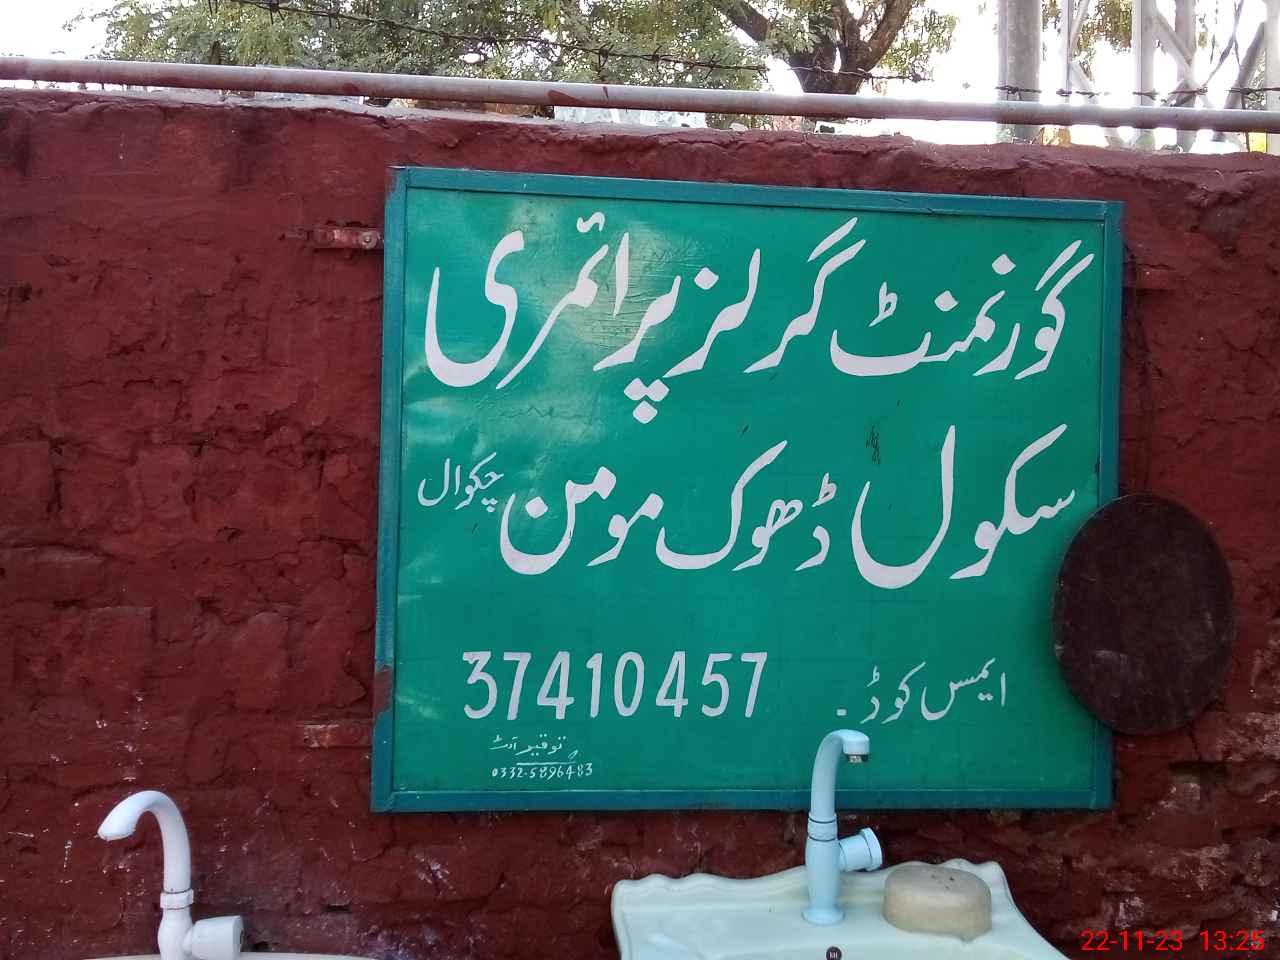 گورنمنٹ گرلز پرائمری
سکول ڈھوک مومن چکوال
ایمس کوڈ۔ 37410457
توقیر آرٹ
0332-5896483
22-11-23 13:25